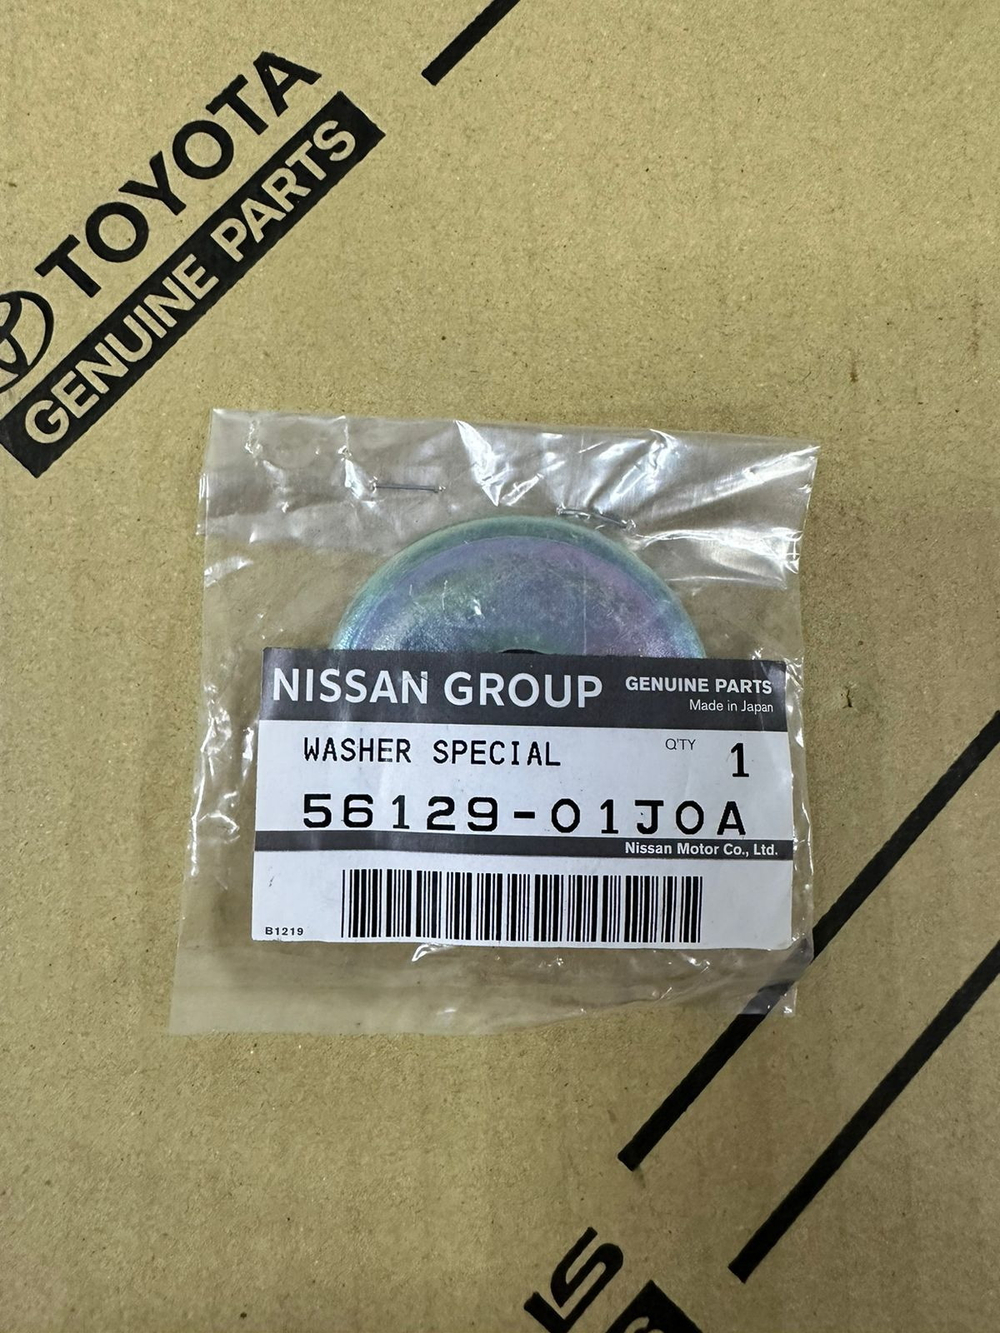 TOYOTA
GENUINE PARTS
NISSAN GROUP
GENUINE PARTS
Made in Japan
WASHER SPECIAL
Q'TY
1
56129-01J0A
Nissan Motor Co., Ltd.
B1219